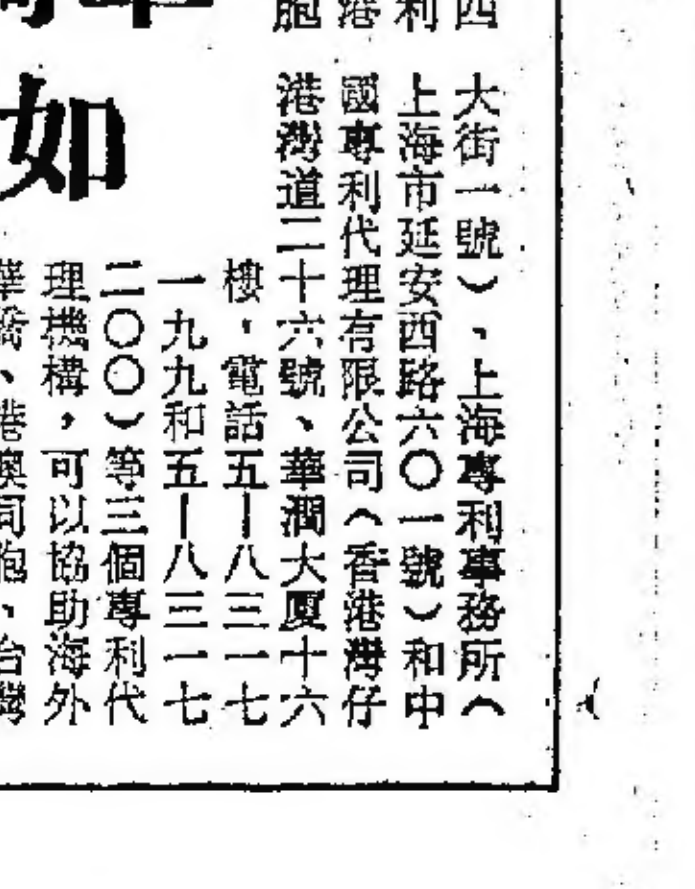 四大街一號)、上海專利事務所(
利上海市延安西路六〇一號)和中
港國專利代理有限公司(香港灣仔
胞港灣道二十六號、華潤大廈十六
樓,電話五-八三一七
一九九和五-八三一七
二〇〇)等三個專利代
理機構,可以協助海外
華僑、港澳同胞、台灣
如